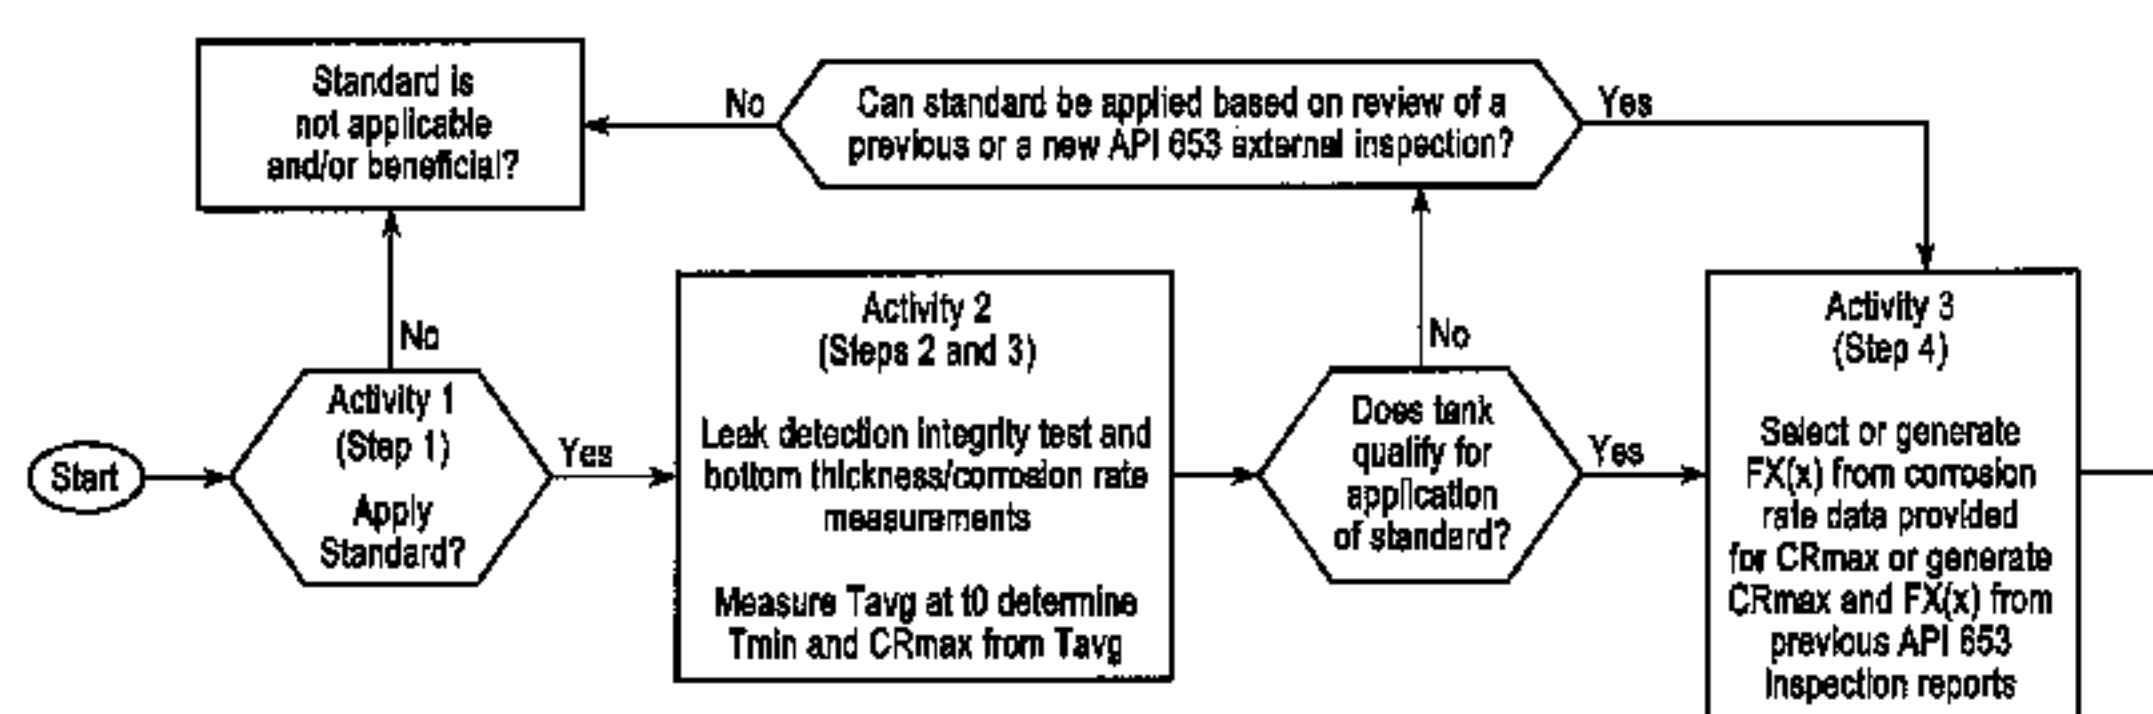 Standard is
not applicable
and/or beneficial?
No
Can standard be applied based on review of a
previous or a new API 653 external inspection?
Yes
No
Activity 1
(Step 1)
Apply
Standard?
Start
Yes
Activity 2
(Steps 2 and 3)
Leak detection integrity test and
bottom thickness/corrosion rate
measurements
Measure Tavg at t0 determine
Tmin and CRmax from Tavg
No
Does tank
qualify for
application
of standard?
Yes
Activity 3
(Step 4)
Select or generate
FX(x) from corrosion
rate data provided
for CRmax or generate
CRmax and FX(x) from
previous API 653
Inspection reports